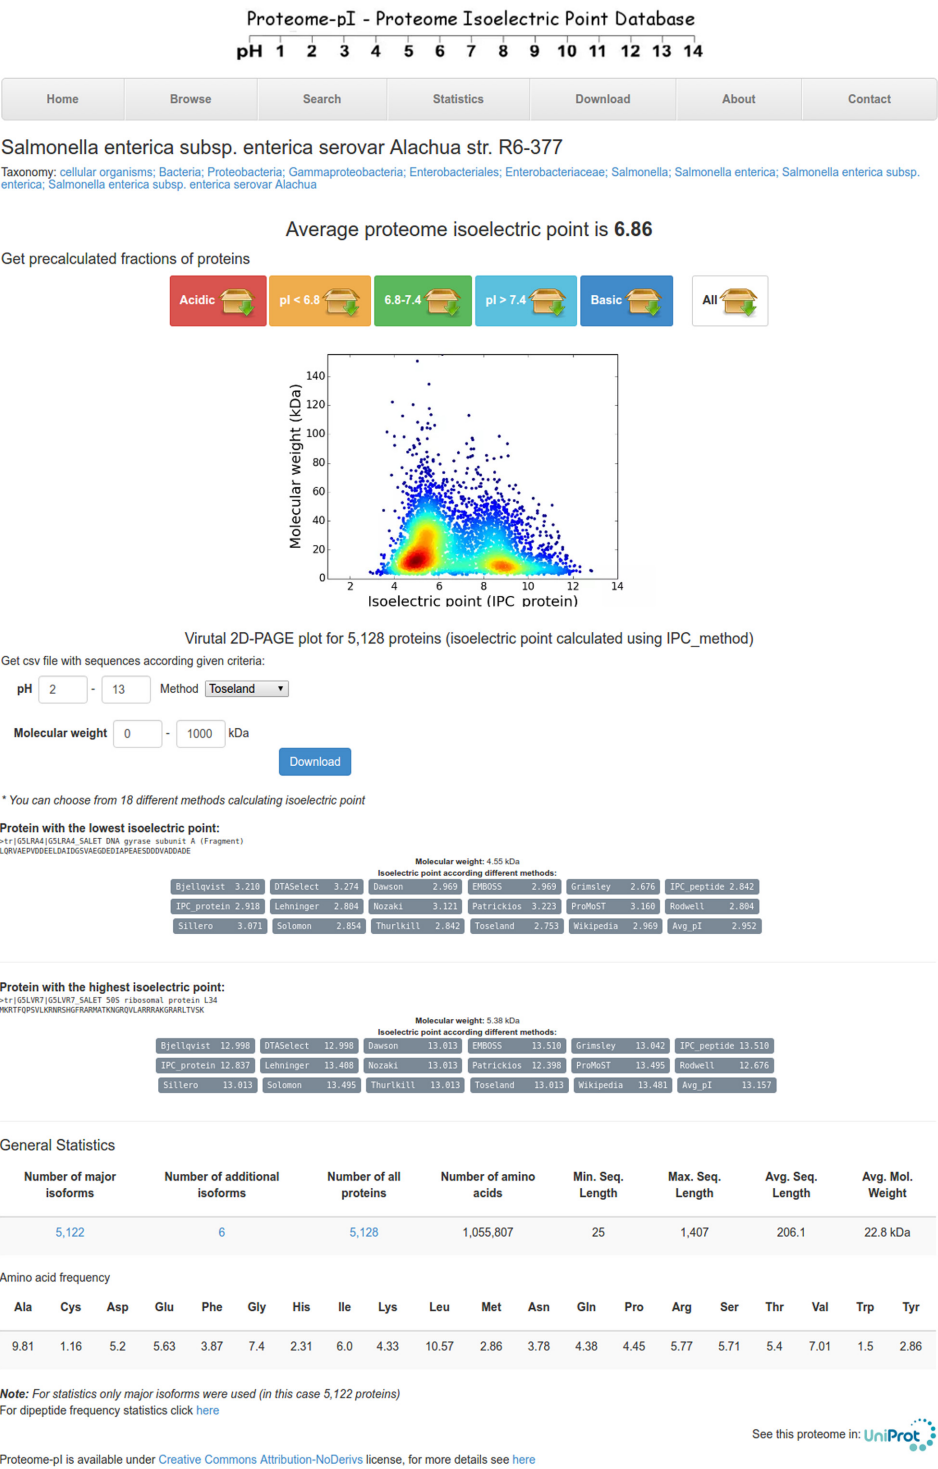 Proteome-pI - Proteome Isoelectric Point Database
pH 1 2 3 4 5 6 7 8 9 10 11 12 13 14
Home Browse Search Statistics Download About Contact
Salmonella enterica subsp. enterica serovar Alachua str. R6-377
Taxonomy: cellular organisms; Bacteria; Proteobacteria; Gammaproteobacteria; Enterobacteriales; Enterobacteriaceae; Salmonella; Salmonella enterica; Salmonella enterica subsp.
enterica; Salmonella enterica subsp. enterica serovar Alachua
Average proteome isoelectric point is 6.86
Get precalculated fractions of proteins
Acidic pI < 6.8 6.8-7.4 pI > 7.4 Basic All
Molecular weight (kDa)
140
120
100
80
60
40
20
0
2 4 6 8 10 12 14
Isoelectric point (IPC_protein)
Virutal 2D-PAGE plot for 5,128 proteins (isoelectric point calculated using IPC_method)
Get csv file with sequences according given criteria:
pH 2 - 13 Method Toseland
Molecular weight 0 - 1000 kDa
Download
* You can choose from 18 different methods calculating isoelectric point
Protein with the lowest isoelectric point:
>tr|G5LRA4|G5LRA4_SALET DNA gyrase subunit A (Fragment)
LQRVAEPVDDEELDAIDGSVAEGDEDIAPEAESDDDVADDADE
Molecular weight: 4.55 kDa
Isoelectric point according different methods:
Bjellqvist 3.210 DTASelect 3.274 Dawson 2.969 EMBOSS 2.969 Grimsley 2.676 IPC_peptide 2.842
IPC_protein 2.918 Lehninger 2.804 Nozaki 3.121 Patrickios 3.223 ProMoST 3.160 Rodwell 2.804
Sillero 3.071 Solomon 2.854 Thurlkill 2.842 Toseland 2.753 Wikipedia 2.969 Avg_pI 2.952
Protein with the highest isoelectric point:
>tr|G5LVR7|G5LVR7_SALET 50S ribosomal protein L34
MKRTFQPSVLKRNRSHGFRARMATKNGRQVLARRRAKGRARLTVSK
Molecular weight: 5.38 kDa
Isoelectric point according different methods:
Bjellqvist 12.998 DTASelect 12.998 Dawson 13.013 EMBOSS 13.510 Grimsley 13.042 IPC_peptide 13.510
IPC_protein 12.837 Lehninger 13.408 Nozaki 13.013 Patrickios 12.398 ProMoST 13.495 Rodwell 12.676
Sillero 13.013 Solomon 13.495 Thurlkill 13.013 Toseland 13.013 Wikipedia 13.481 Avg_pI 13.157
General Statistics
Number of major isoforms Number of additional isoforms Number of all proteins Number of amino acids Min. Seq. Length Max. Seq. Length Avg. Seq. Length Avg. Mol. Weight
5,122 6 5,128 1,055,807 25 1,407 206.1 22.8 kDa
Amino acid frequency
Ala Cys Asp Glu Phe Gly His Ile Lys Leu Met Asn Gln Pro Arg Ser Thr Val Trp Tyr
9.81 1.16 5.2 5.63 3.87 7.4 2.31 6.0 4.33 10.57 2.86 3.78 4.38 4.45 5.77 5.71 5.4 7.01 1.5 2.86
Note: For statistics only major isoforms were used (in this case 5,122 proteins)
For dipeptide frequency statistics click here
See this proteome in: UniProt
Proteome-pI is available under Creative Commons Attribution-NoDerivs license, for more details see here